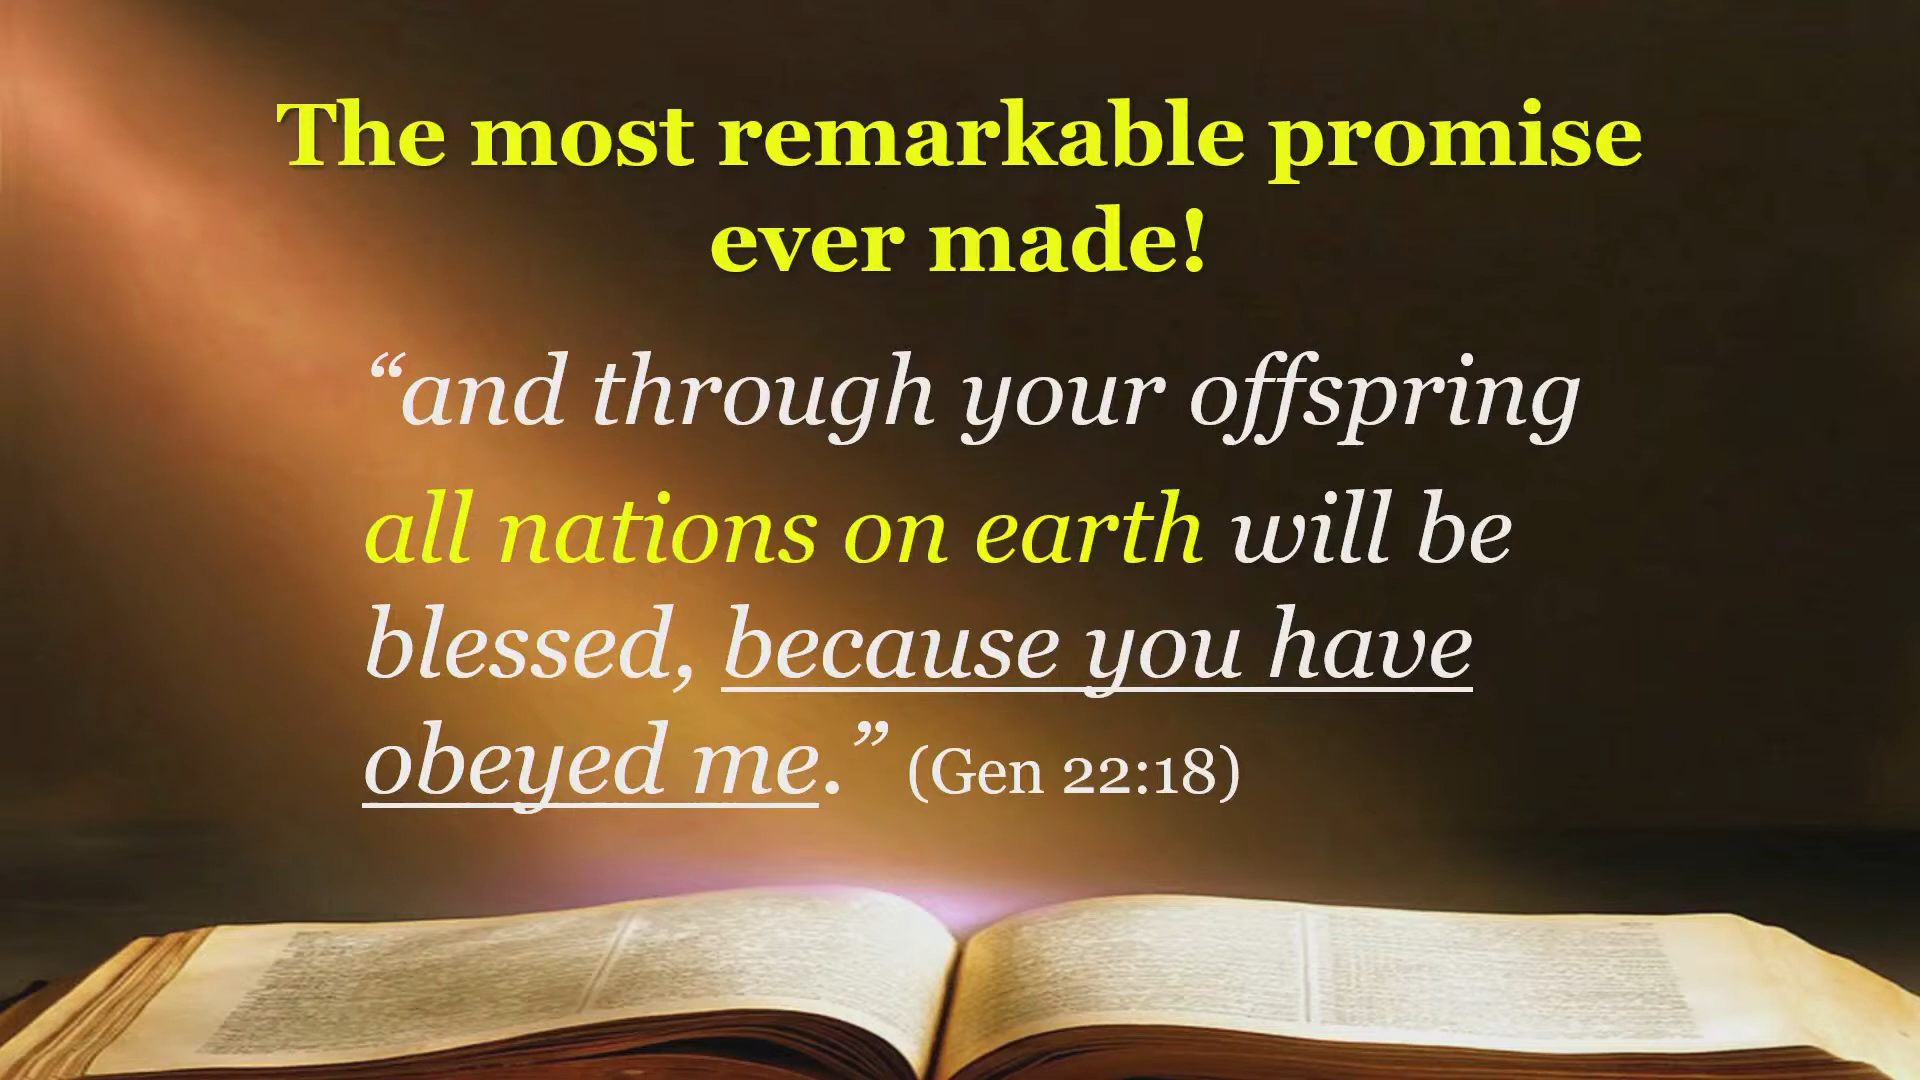 The most remarkable promise
ever made!
“and through your offspring
all nations on earth will be
blessed, because you have
obeyed me.” (Gen 22:18)